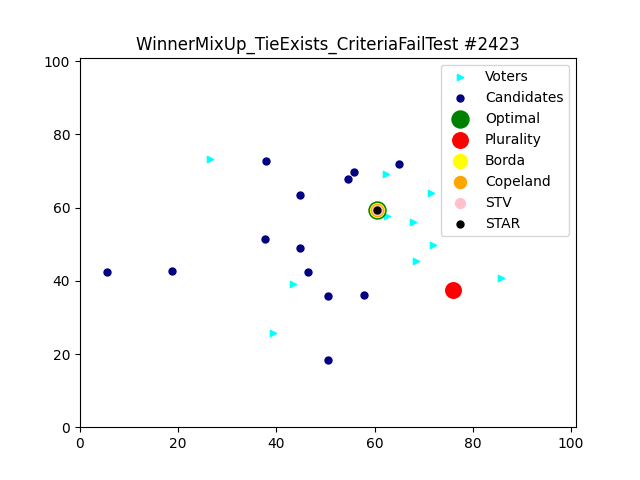 WinnerMixUp_TieExists_CriteriaFailTest #2423
100
80
60
40
20
0
0 20 40 60 80 100
Voters
Candidates
Optimal
Plurality
Borda
Copeland
STV
STAR